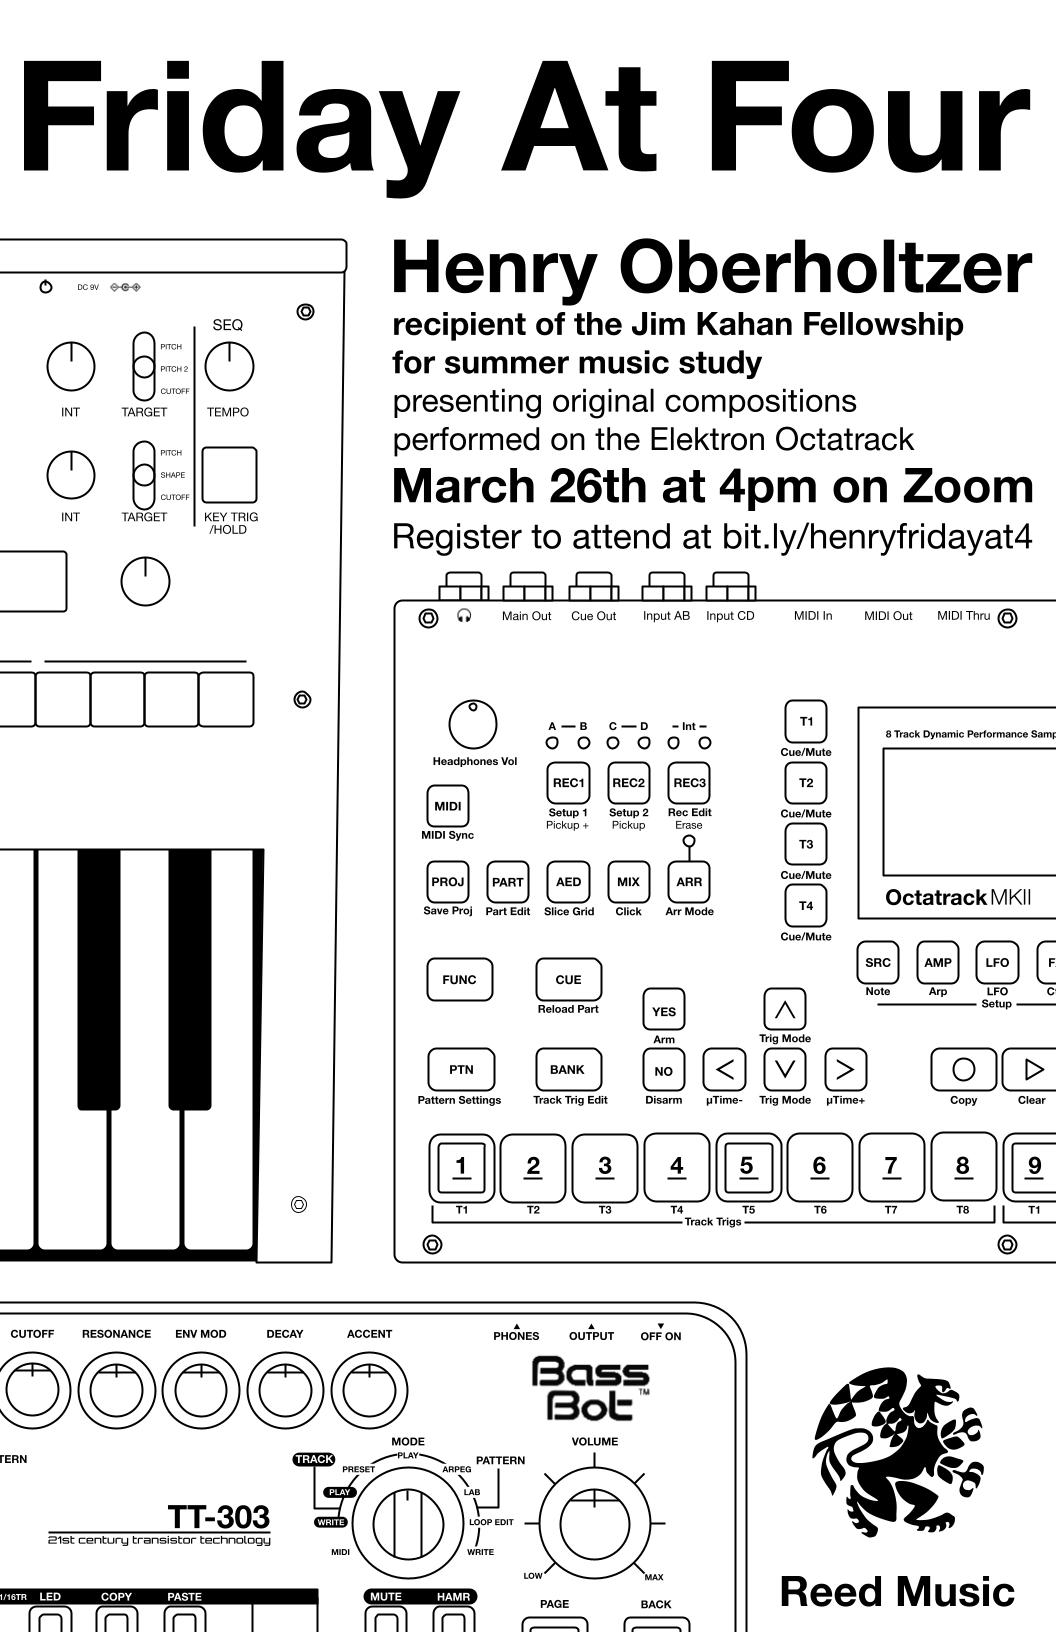 Friday At Four
Henry Oberholtzer
recipient of the Jim Kahan Fellowship
for summer music study
presenting original compositions
performed on the Elektron Octatrack
March 26th at 4pm on Zoom
Register to attend at bit.ly/henryfridayat4
DC 9V
SEQ
PITCH
PITCH 2
CUTOFF
INT TARGET TEMPO
PITCH
SHAPE
CUTOFF
INT TARGET KEY TRIG
/HOLD
Main Out Cue Out Input AB Input CD MIDI In MIDI Out MIDI Thru
Headphones Vol
A B C D Int
REC1 REC2 REC3
Setup 1 Setup 2 Rec Edit
Pickup + Pickup Erase
MIDI
MIDI Sync
PROJ PART AED MIX ARR
Save Proj Part Edit Slice Grid Click Arr Mode
T1
Cue/Mute
T2
Cue/Mute
T3
Cue/Mute
T4
Cue/Mute
8 Track Dynamic Performance Samp
Octatrack MKII
SRC AMP LFO F
Note Arp LFO C
Setup
FUNC CUE
Reload Part
YES
Arm Trig Mode
PTN BANK NO
Pattern Settings Track Trig Edit Disarm µTime- Trig Mode µTime+ Copy Clear
1 2 3 4 5 6 7 8 9
T1 T2 T3 T4 T5 T6 T7 T8 T1
Track Trigs
CUTOFF RESONANCE ENV MOD DECAY ACCENT
PHONES OUTPUT OFF ON
Bass
Bot™
TERN
MODE
VOLUME
TRACK
PLAY
PRESET
ARPEG
PATTERN
PLAY
LAB
WRITE
LOOP EDIT
MIDI
WRITE
TT-303
21st century transistor technology
LOW MAX
1/16TR LED COPY PASTE MUTE HAMR
PAGE BACK
Reed Music